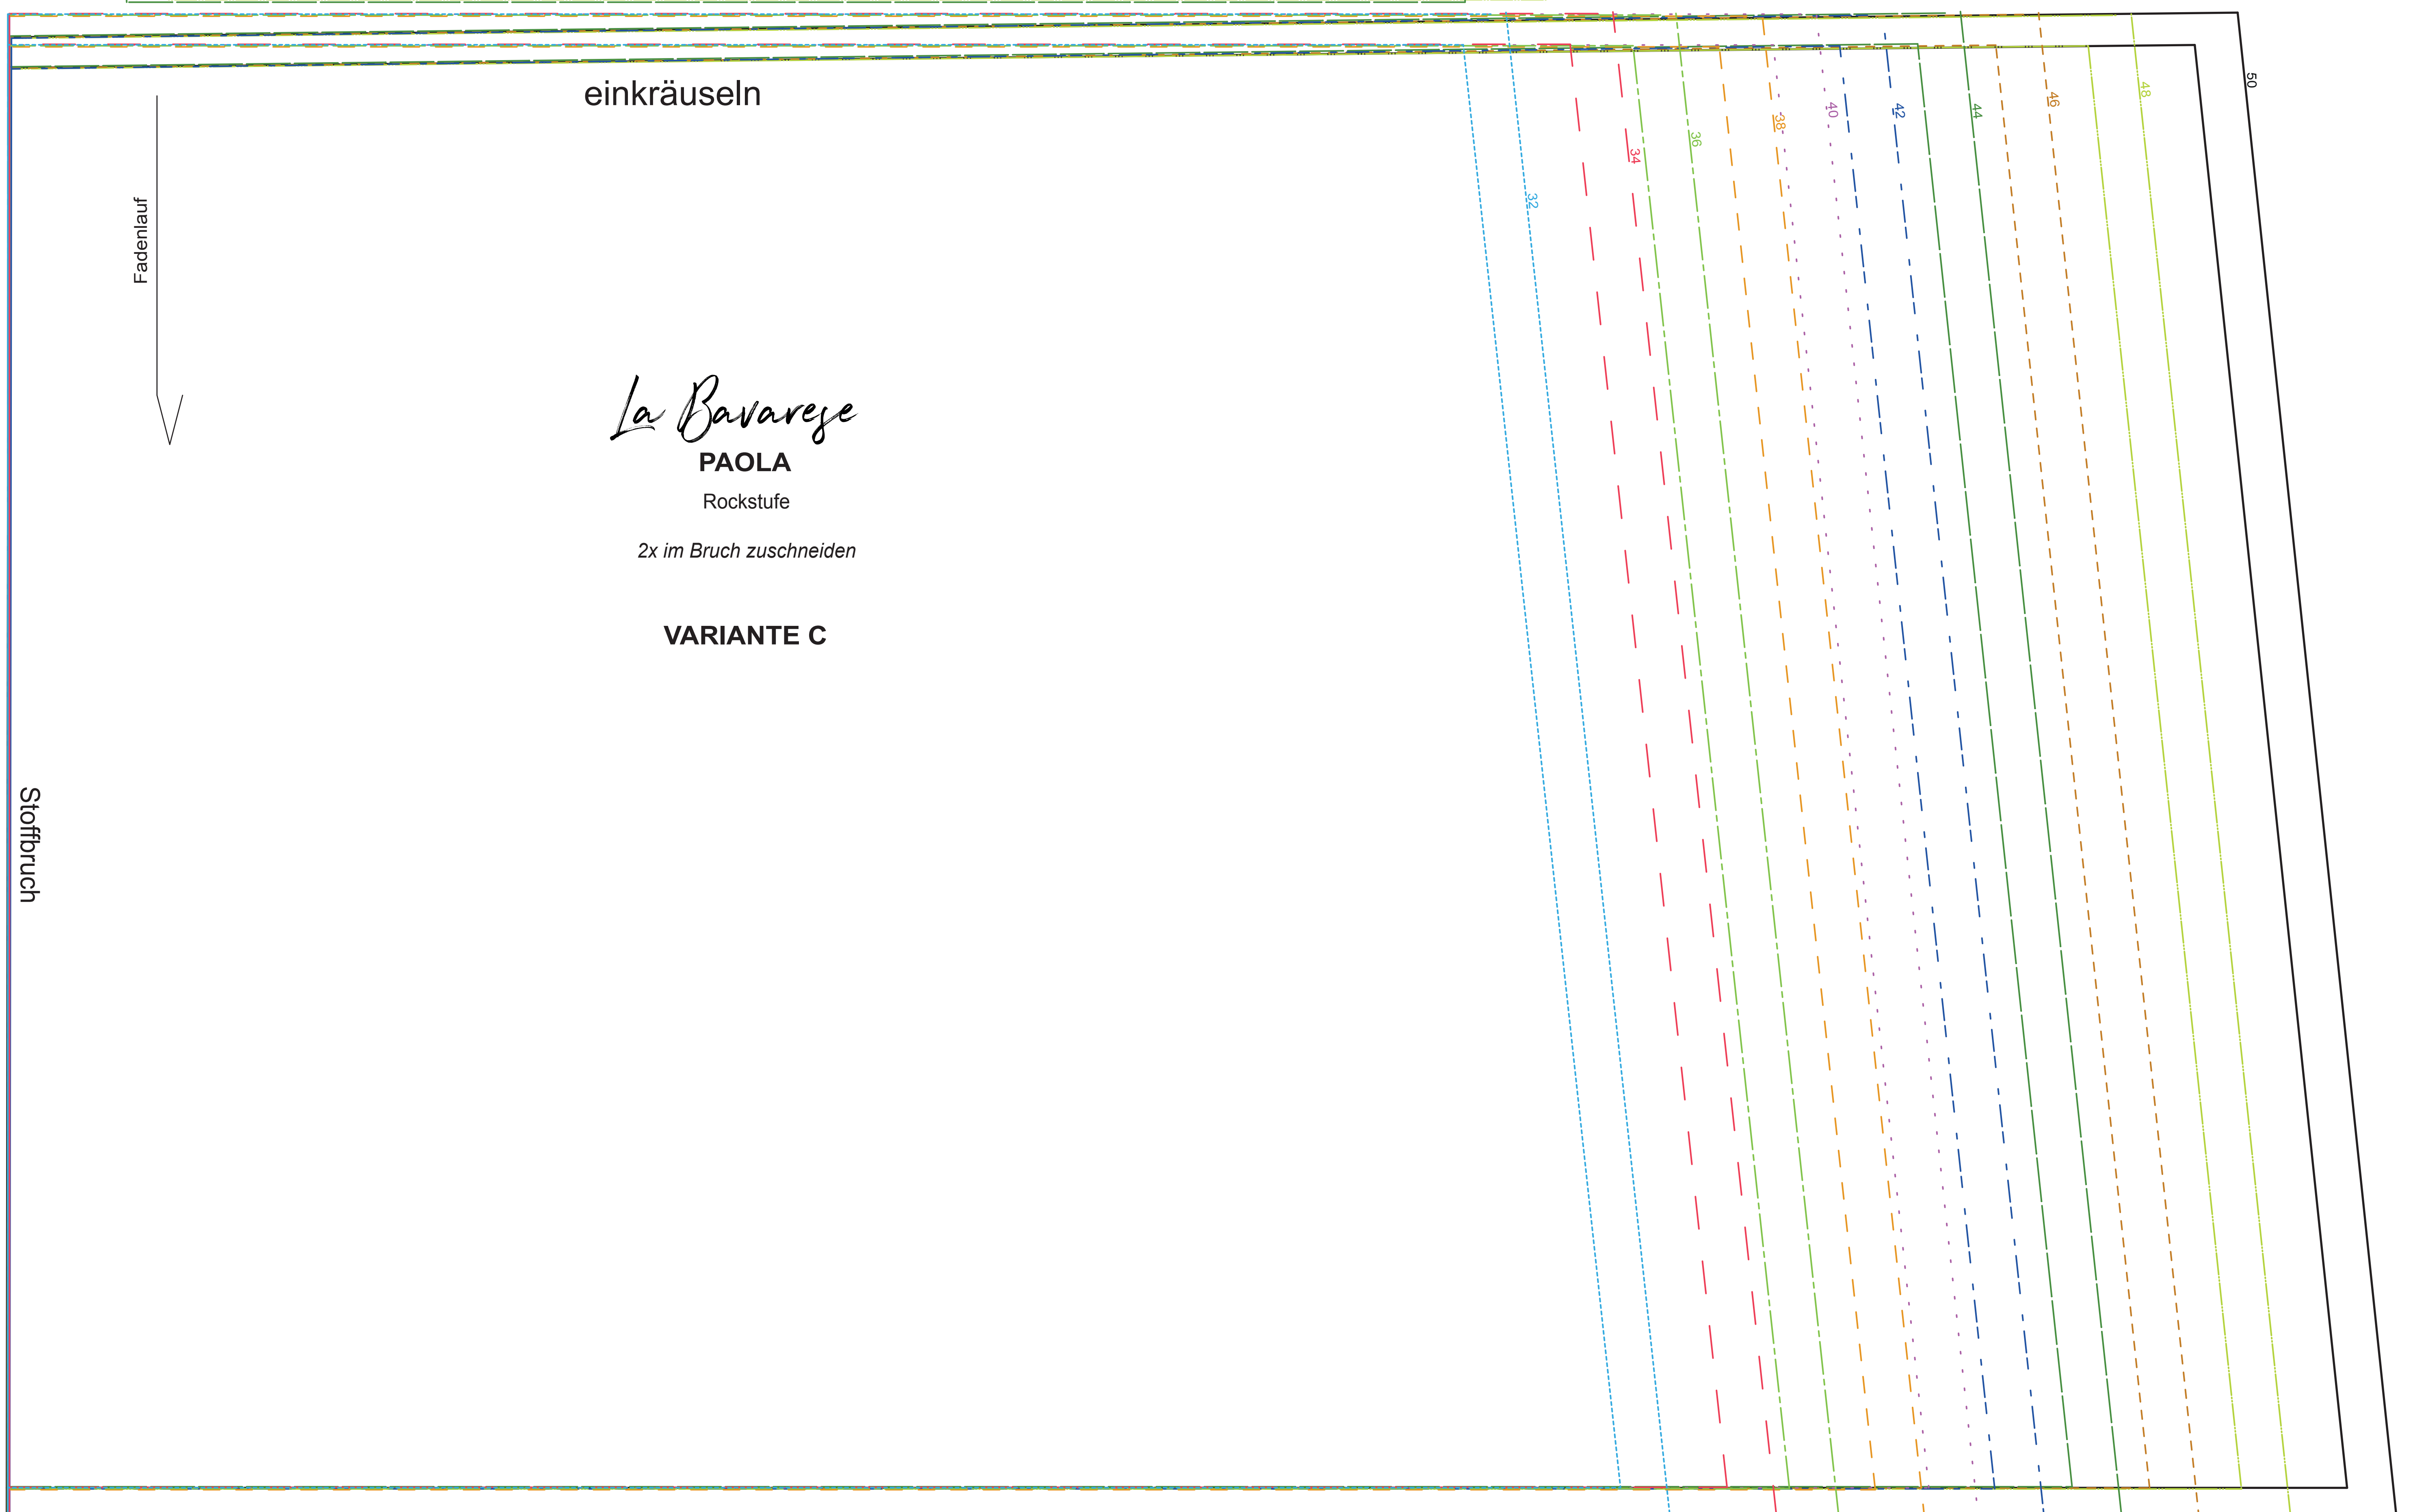 50
48
46
44
42
40
38
36
34
32
einkräuseln
Fadenlauf
La Bavarese
PAOLA
Rockstufe
2x im Bruch zuschneiden
VARIANTE C
Stoffbruch